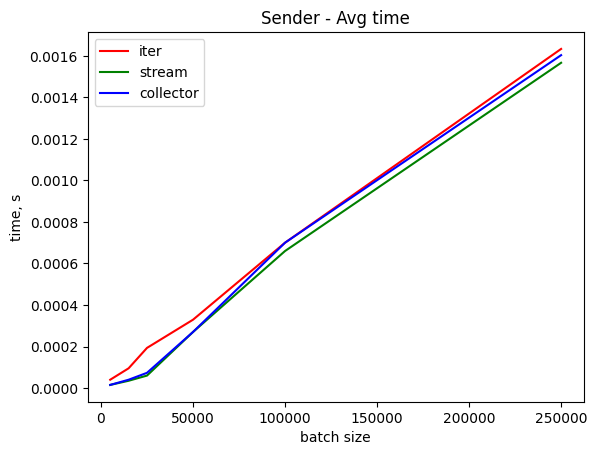 Sender - Avg time
iter
stream
collector
0.0016
0.0014
0.0012
0.0010
0.0008
0.0006
0.0004
0.0002
0.0000
time, s
0
50000
100000
150000
200000
250000
batch size